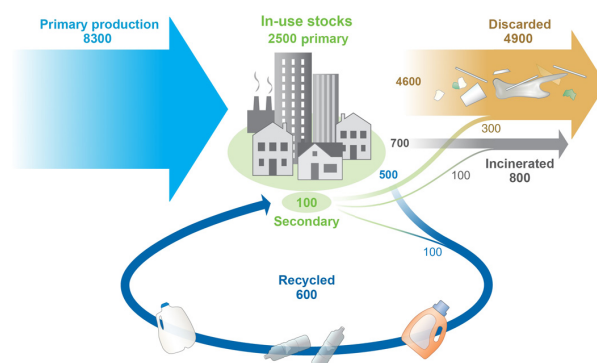 Primary production
8300
In-use stocks
2500 primary
Discarded
4900
4600
300
700
Incinerated
800
100
500
100
Secondary
100
Recycled
600